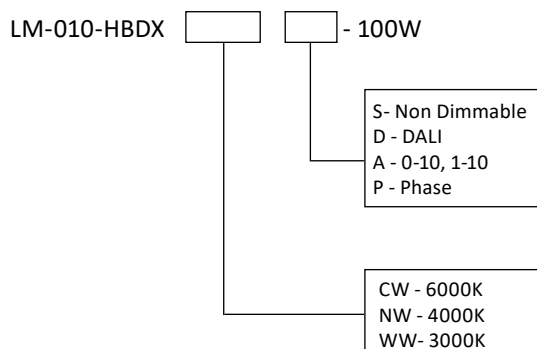 LM-010-HBDX - 100W
S- Non Dimmable
D - DALI
A - 0-10, 1-10
P - Phase
CW - 6000K
NW - 4000K
WW- 3000K